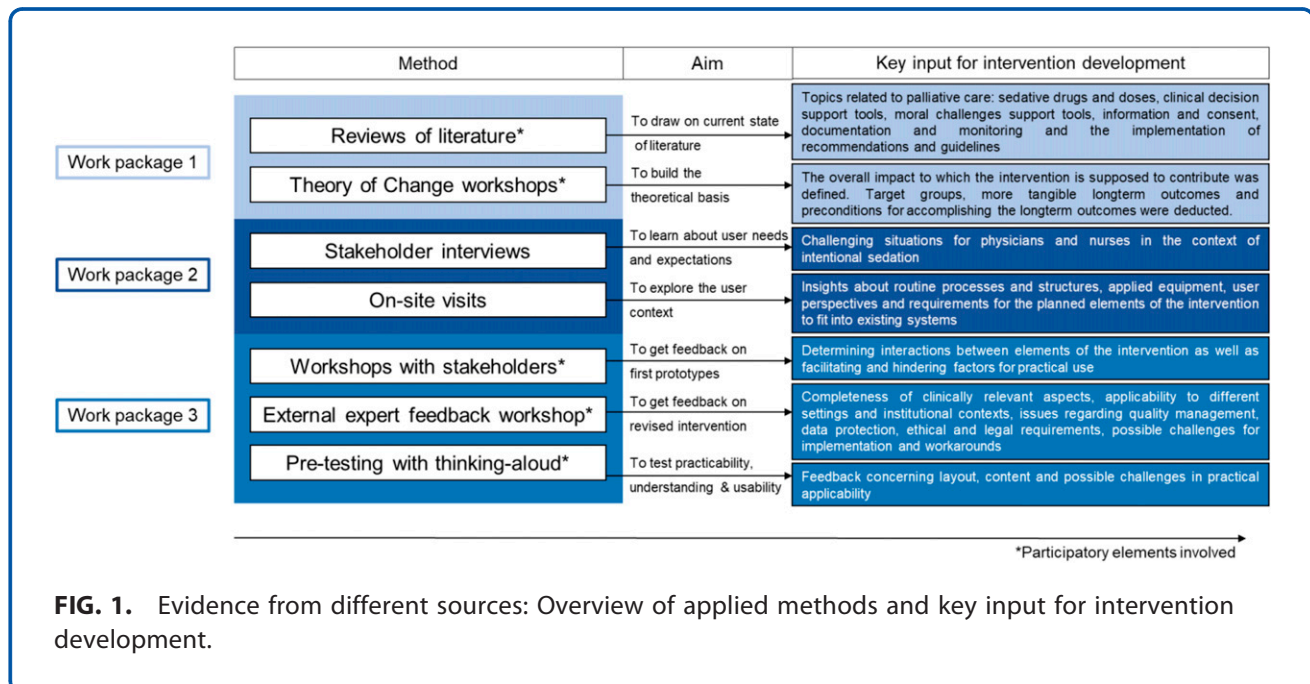 Method
Aim
Key input for intervention development
Work package 1
Reviews of literature*
To draw on current state
of literature
Topics related to palliative care: sedative drugs and doses, clinical decision
support tools, moral challenges support tools, information and consent,
documentation and monitoring and the implementation of
recommendations and guidelines
Theory of Change workshops*
To build the
theoretical basis
The overall impact to which the intervention is supposed to contribute was
defined. Target groups, more tangible longterm outcomes and
preconditions for accomplishing the longterm outcomes were deducted.
Work package 2
Stakeholder interviews
To learn about user needs
and expectations
Challenging situations for physicians and nurses in the context of
intentional sedation
On-site visits
To explore the user
context
Insights about routine processes and structures, applied equipment, user
perspectives and requirements for the planned elements of the intervention
to fit into existing systems
Work package 3
Workshops with stakeholders*
To get feedback on
first prototypes
Determining interactions between elements of the intervention as well as
facilitating and hindering factors for practical use
External expert feedback workshop*
To get feedback on
revised intervention
Completeness of clinically relevant aspects, applicability to different
settings and institutional contexts, issues regarding quality management,
data protection, ethical and legal requirements, possible challenges for
implementation and workarounds
Pre-testing with thinking-aloud*
To test practicability,
understanding & usability
Feedback concerning layout, content and possible challenges in practical
applicability
*Participatory elements involved
FIG. 1. Evidence from different sources: Overview of applied methods and key input for intervention
development.